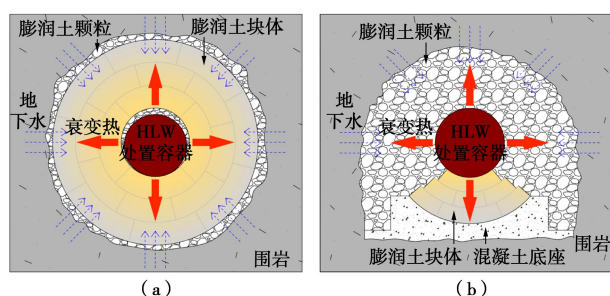 膨润土颗粒
膨润土块体
地
下水
衰变热
HLW
处置容器
围岩
(a)
膨润土颗粒
地
下水
衰变热
HLW
处置容器
围岩
膨润土块体
混凝土底座
(b)